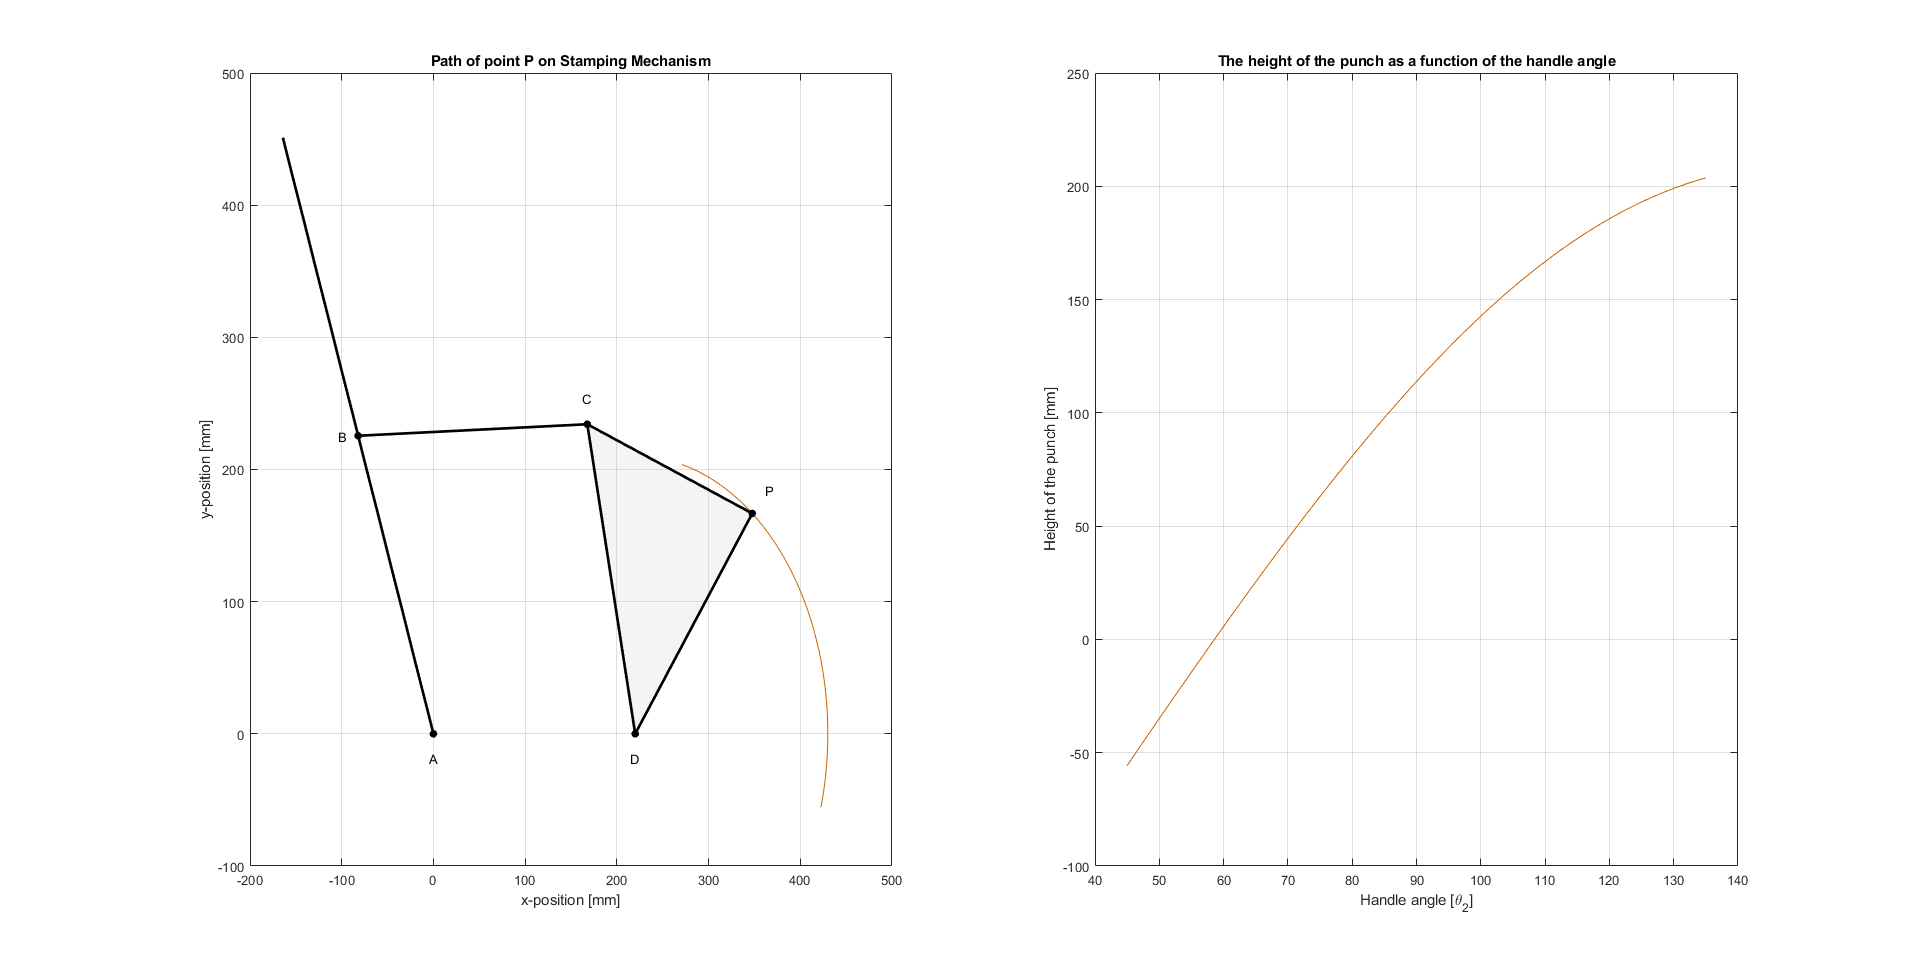 Path of point P on Stamping Mechanism
500
400
300
200
100
0
-100
-200 -100 0 100 200 300 400 500
x-position [mm]
y-position [mm]
A
B
C
D
P
The height of the punch as a function of the handle angle
250
200
150
100
50
0
-50
-100
40 50 60 70 80 90 100 110 120 130 140
Handle angle [θ2]
Height of the punch [mm]